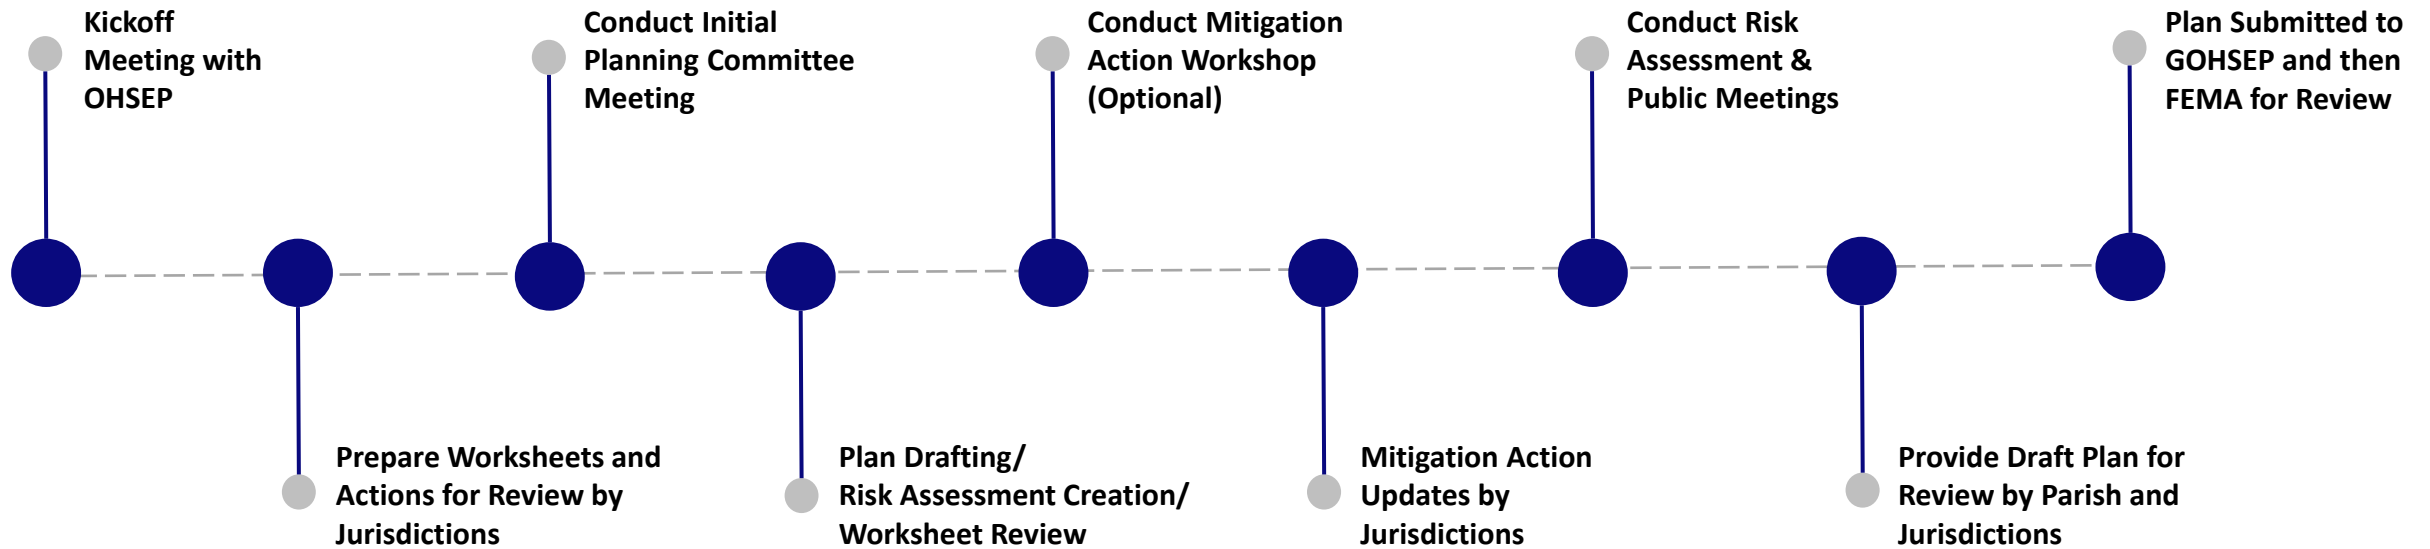 Kickoff
Meeting with
OHSEP
Conduct Initial
Planning Committee
Meeting
Conduct Mitigation
Action Workshop
(Optional)
Conduct Risk
Assessment &
Public Meetings
Plan Submitted to
GOHSEP and then
FEMA for Review
Prepare Worksheets and
Actions for Review by
Jurisdictions
Plan Drafting/
Risk Assessment Creation/
Worksheet Review
Mitigation Action
Updates by
Jurisdictions
Provide Draft Plan for
Review by Parish and
Jurisdictions